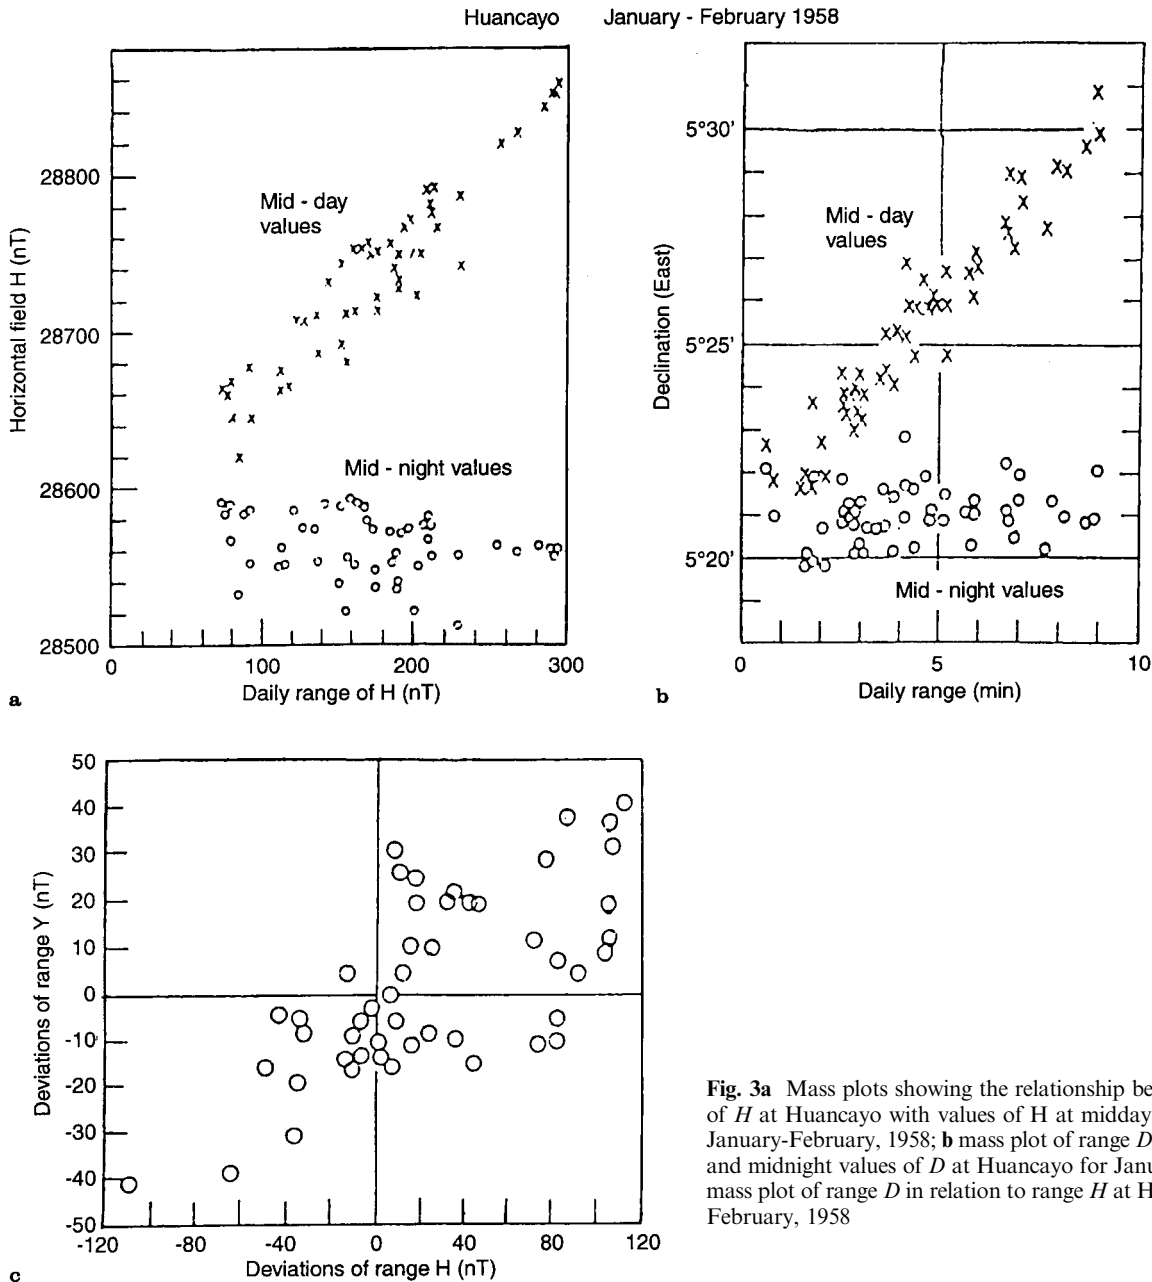 Huancayo January - February 1958
28800
28700
28600
28500
Horizontal field H (nT)
Mid - day
values
Mid - night values
0 100 200 300
Daily range of H (nT)
a
5°30'
5°25'
5°20'
Declination (East)
Mid - day
values
Mid - night values
0 5 10
Daily range (min)
b
50
40
30
20
10
0
-10
-20
-30
-40
-50
Deviations of range Y (nT)
-120 -80 -40 0 40 80 120
Deviations of range H (nT)
c
Fig. 3a Mass plots showing the relationship be
of H at Huancayo with values of H at midday
January-February, 1958; b mass plot of range D
and midnight values of D at Huancayo for Janu
mass plot of range D in relation to range H at H
February, 1958